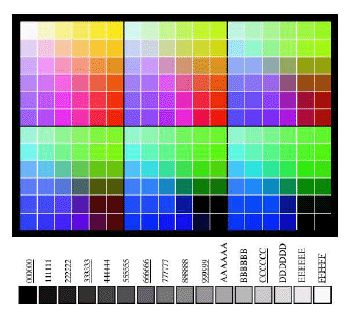 000000
111111
222222
333333
444444
555555
666666
777777
888888
999999
AAAAAA
BBBBBB
CCCCCC
DDDDDD
EEEEEE
FFFFFF